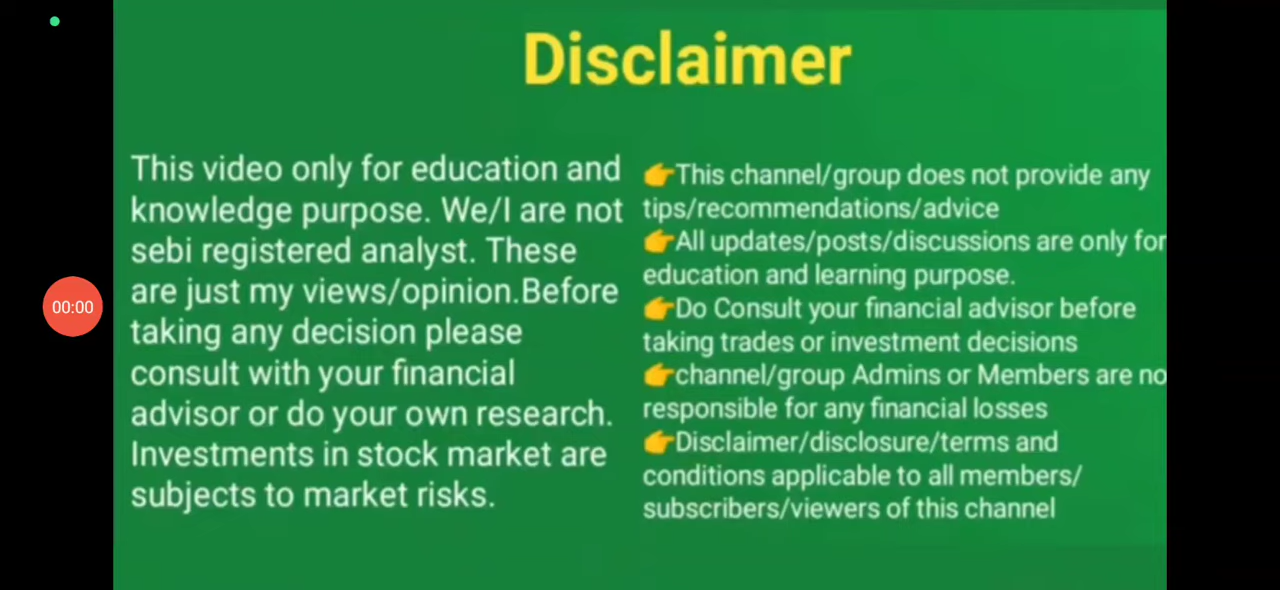 Disclaimer
This video only for education and
knowledge purpose. We/I are not
sebi registered analyst. These
are just my views/opinion.Before
taking any decision please
consult with your financial
advisor or do your own research.
Investments in stock market are
subjects to market risks.
👉This channel/group does not provide any
tips/recommendations/advice
👉All updates/posts/discussions are only for
education and learning purpose.
👉Do Consult your financial advisor before
taking trades or investment decisions
👉channel/group Admins or Members are no
responsible for any financial losses
👉Disclaimer/disclosure/terms and
conditions applicable to all members/
subscribers/viewers of this channel
00:00